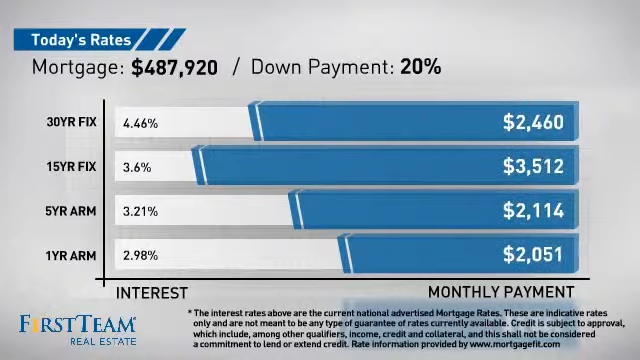 Today's Rates
Mortgage: $487,920 / Down Payment: 20%
30YR FIX 4.46% $2,460
15YR FIX 3.6% $3,512
5YR ARM 3.21% $2,114
1YR ARM 2.98% $2,051
INTEREST MONTHLY PAYMENT
FIRSTTEAM®
REAL ESTATE
* The interest rates above are the current national advertised Mortgage Rates. These are indicative rates
only and are not meant to be any type of guarantee of rates currently available. Credit is subject to approval,
which include, among other qualifiers, income, credit and collateral, and this shall not be considered
a commitment to lend or extend credit. Rate information provided by www.mortgagefit.com